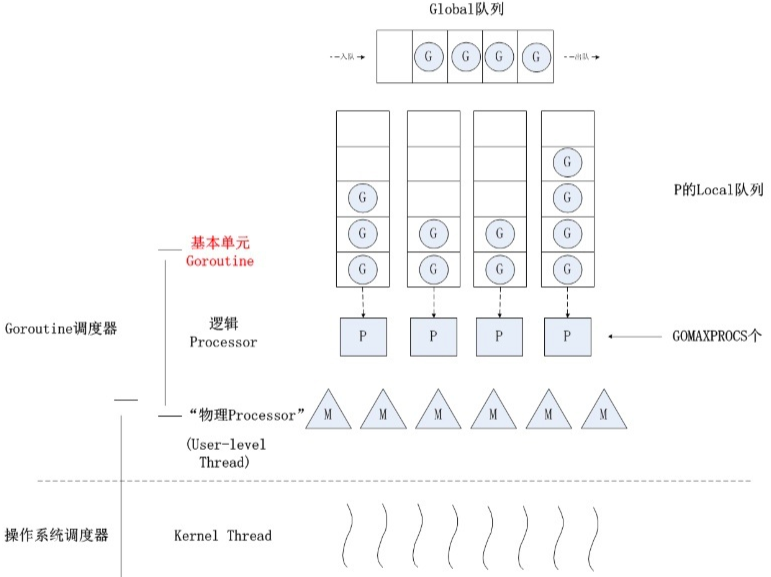 Global队列
--入队→ G G G G --出队→
G
G G P的Local队列
基本单元 G G G G
Goroutine G G G G
Goroutine调度器 逻辑
Processor P P P P GOMAXPROCS个
“物理Processor” M M M M M M
(User-level
Thread)
操作系统调度器 Kernel Thread